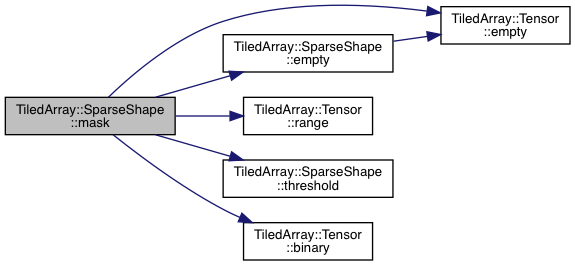 TiledArray::Tensor
::empty
TiledArray::SparseShape
::empty
TiledArray::SparseShape
::mask
TiledArray::Tensor
::range
TiledArray::SparseShape
::threshold
TiledArray::Tensor
::binary